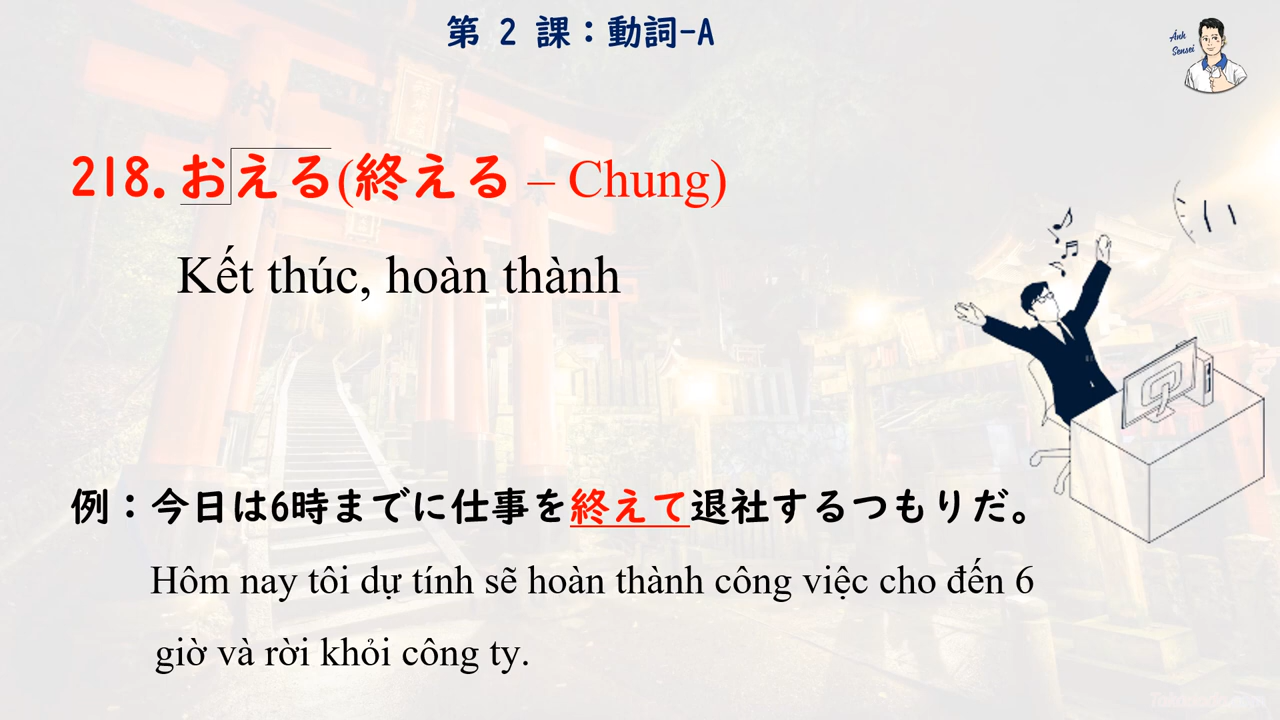 第 2 課：動詞-A
Ánh
Sensei
218. おえる(終える – Chung)
Kết thúc, hoàn thành
例：今日は6時までに仕事を終えて退社するつもりだ。
Hôm nay tôi dự tính sẽ hoàn thành công việc cho đến 6
giờ và rời khỏi công ty.